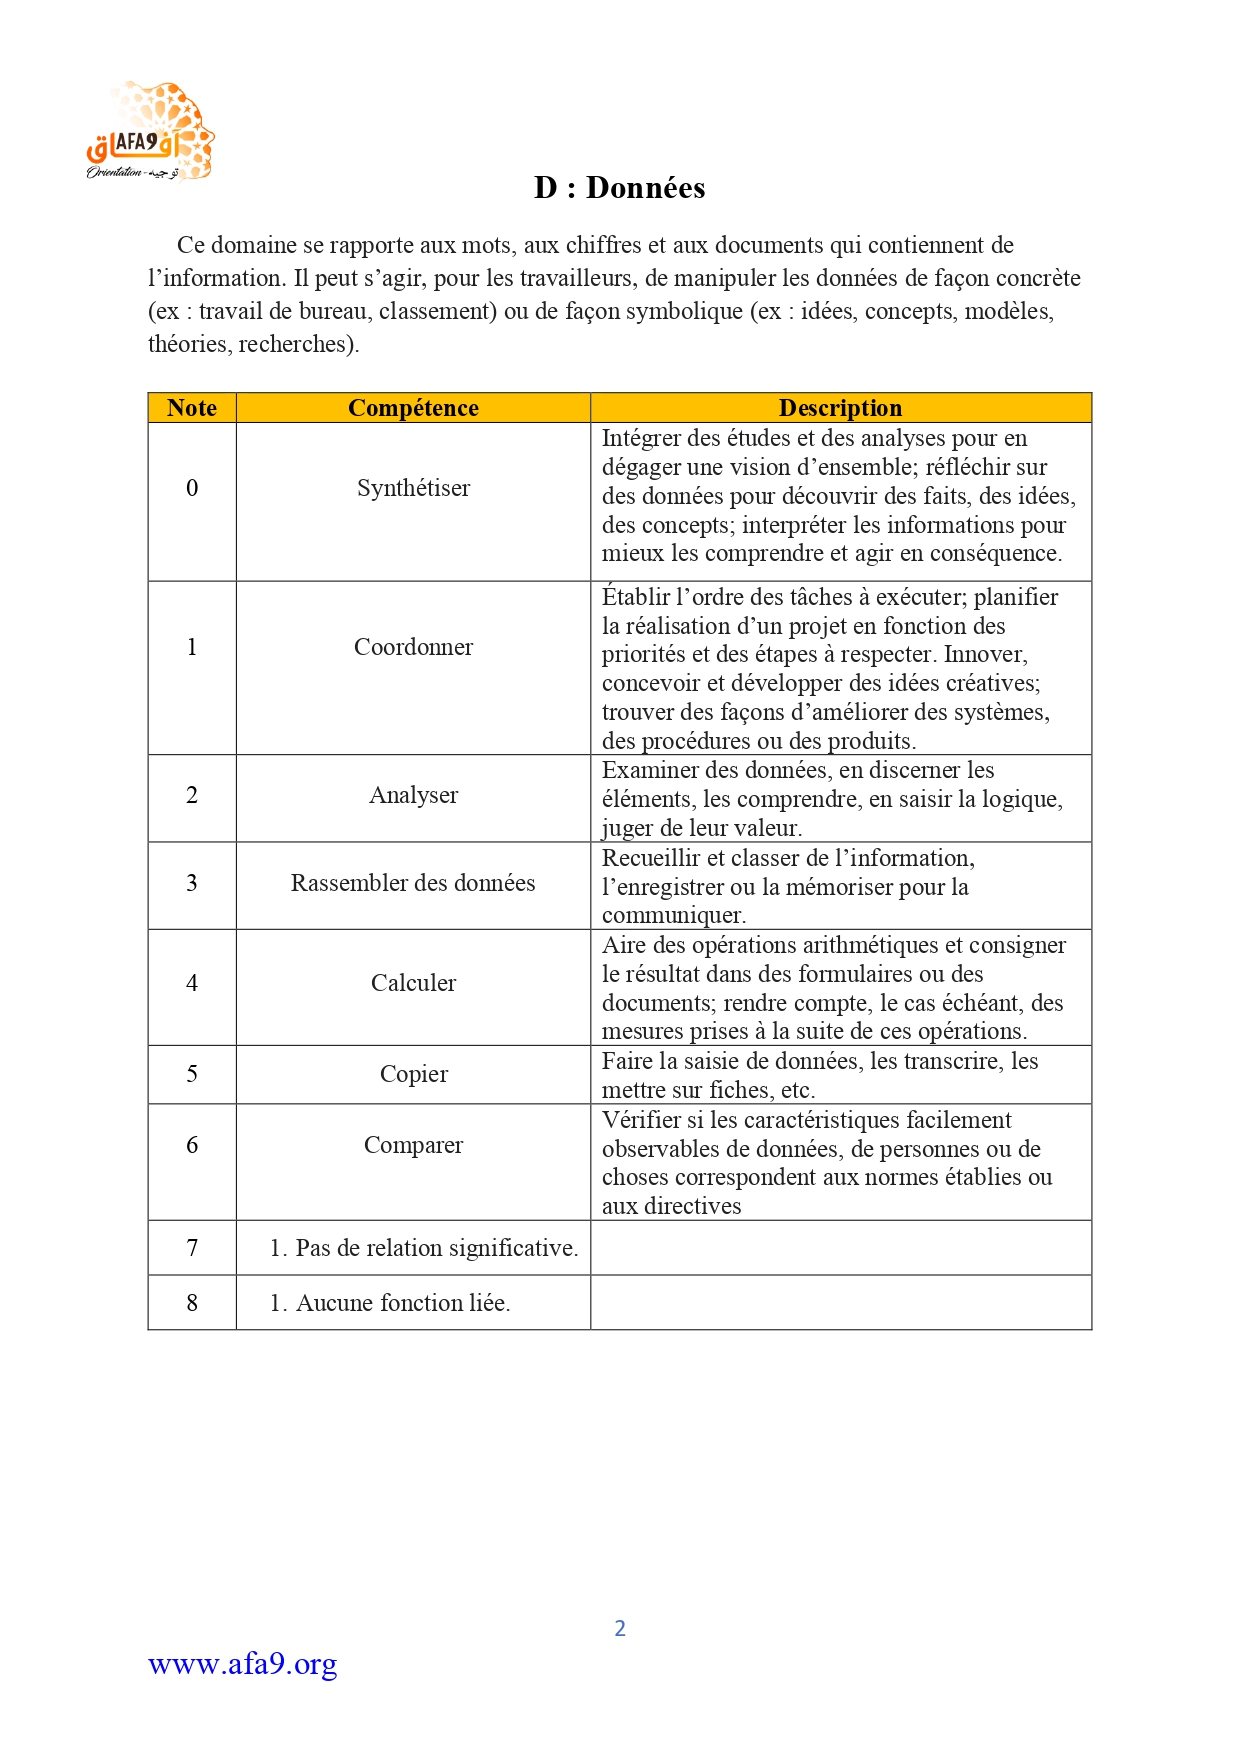 AFA9
آفاق
Orientation - توجيه
D : Données
Ce domaine se rapporte aux mots, aux chiffres et aux documents qui contiennent de
l’information. Il peut s’agir, pour les travailleurs, de manipuler les données de façon concrète
(ex : travail de bureau, classement) ou de façon symbolique (ex : idées, concepts, modèles,
théories, recherches).
Note Compétence Description
0 Synthétiser
Intégrer des études et des analyses pour en
dégager une vision d’ensemble; réfléchir sur
des données pour découvrir des faits, des idées,
des concepts; interpréter les informations pour
mieux les comprendre et agir en conséquence.
1 Coordonner
Établir l’ordre des tâches à exécuter; planifier
la réalisation d’un projet en fonction des
priorités et des étapes à respecter. Innover,
concevoir et développer des idées créatives;
trouver des façons d’améliorer des systèmes,
des procédures ou des produits.
2 Analyser
Examiner des données, en discerner les
éléments, les comprendre, en saisir la logique,
juger de leur valeur.
3 Rassembler des données
Recueillir et classer de l’information,
l’enregistrer ou la mémoriser pour la
communiquer.
4 Calculer
Aire des opérations arithmétiques et consigner
le résultat dans des formulaires ou des
documents; rendre compte, le cas échéant, des
mesures prises à la suite de ces opérations.
5 Copier
Faire la saisie de données, les transcrire, les
mettre sur fiches, etc.
6 Comparer
Vérifier si les caractéristiques facilement
observables de données, de personnes ou de
choses correspondent aux normes établies ou
aux directives
7 1. Pas de relation significative.
8 1. Aucune fonction liée.
2
www.afa9.org